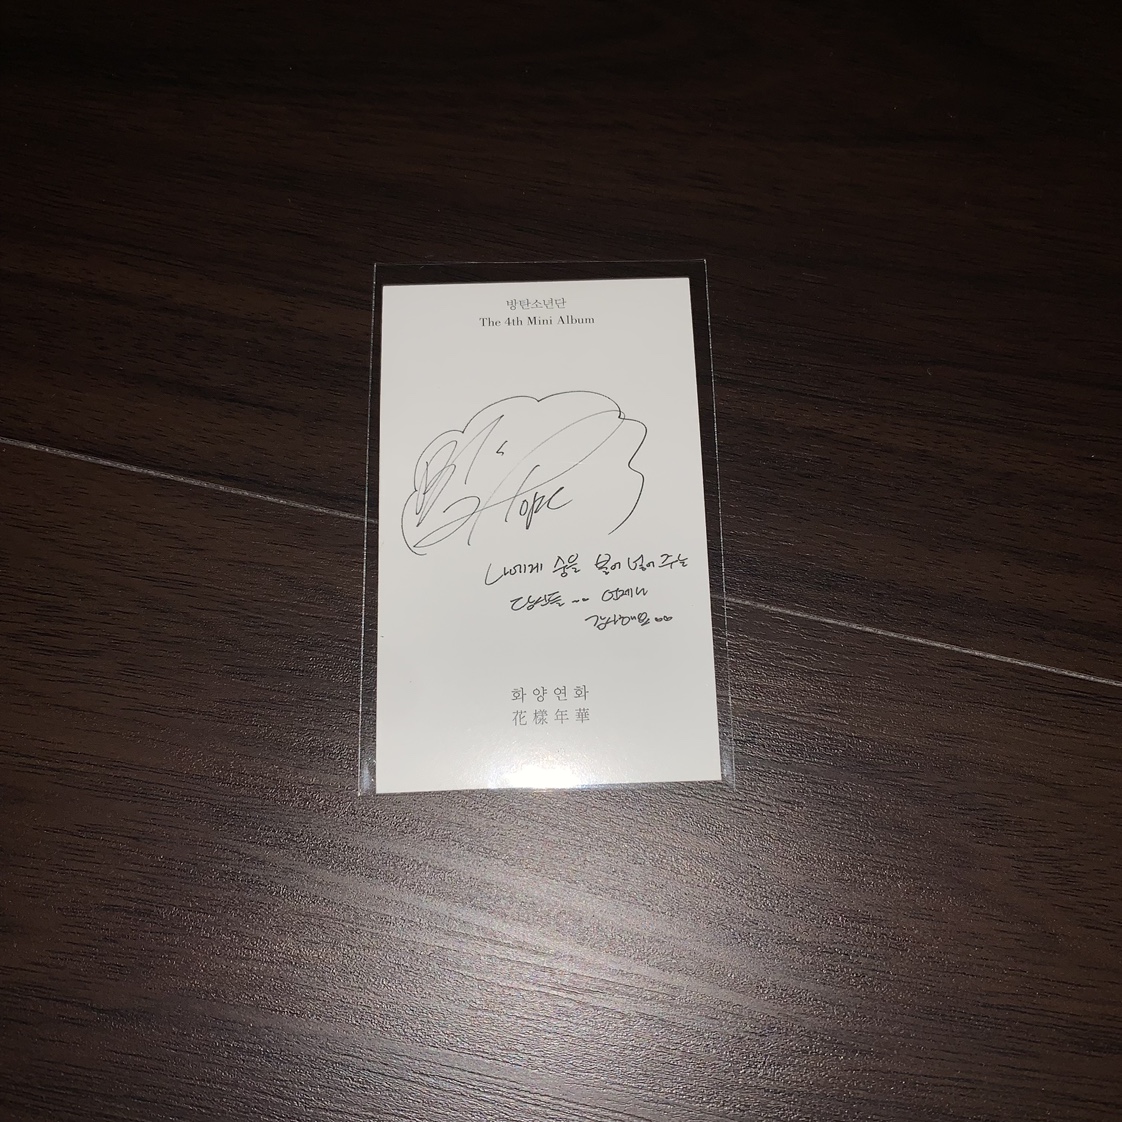 방탄소년단
The 4th Mini Album
BTS
Hope
나에게 숨을 불어 넣어 주는
당신들... 언제나
감사해요..
화양연화
花樣年華